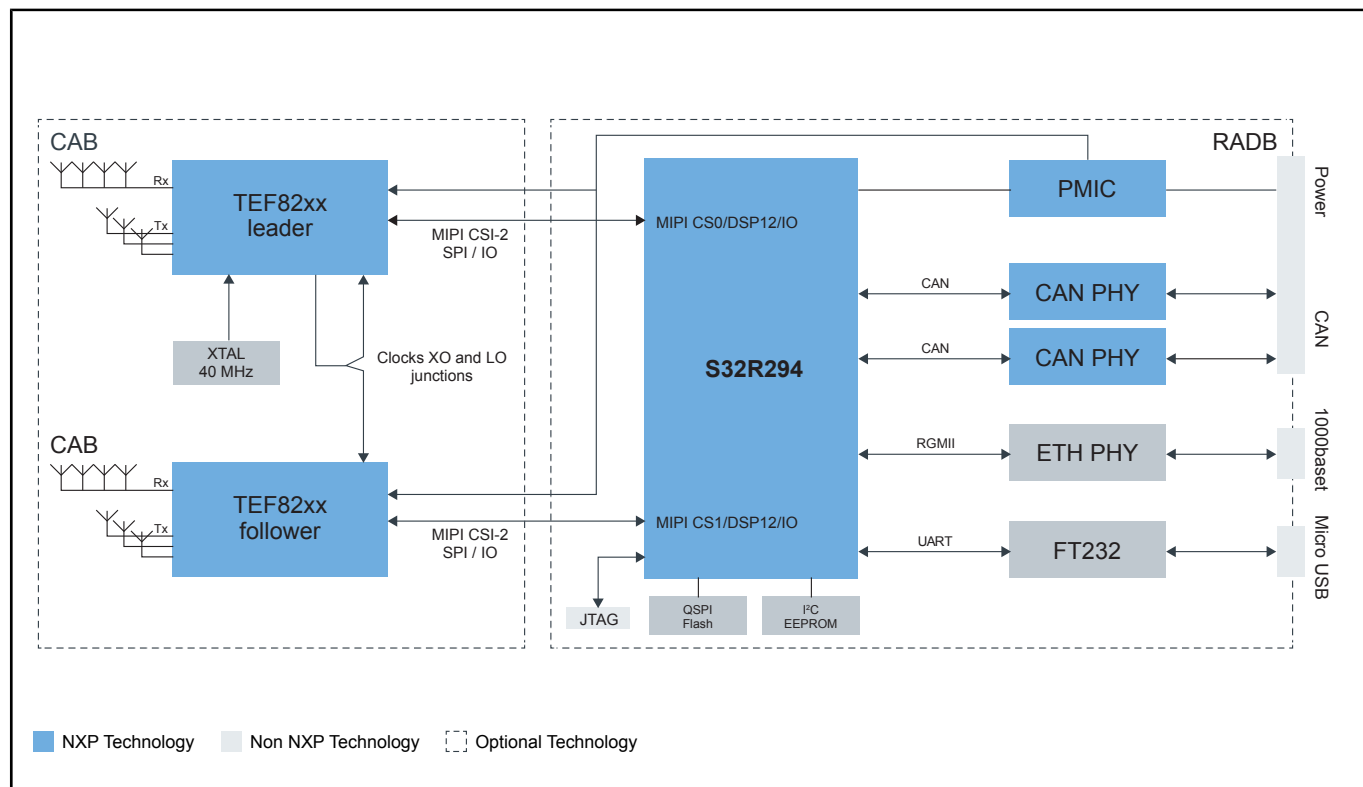 CAB
Rx
Tx
TEF82xx
leader
XTAL
40 MHz
MIPI CSI-2
SPI / IO
Clocks XO and LO
junctions
CAB
Rx
Tx
TEF82xx
follower
MIPI CSI-2
SPI / IO
RADB
MIPI CS0/DSP12/IO
S32R294
MIPI CS1/DSP12/IO
JTAG
QSPI
Flash
I²C
EEPROM
PMIC
CAN
CAN PHY
CAN
CAN PHY
RGMII
ETH PHY
UART
FT232
Power
CAN
1000baset
Micro USB
NXP Technology
Non NXP Technology
Optional Technology